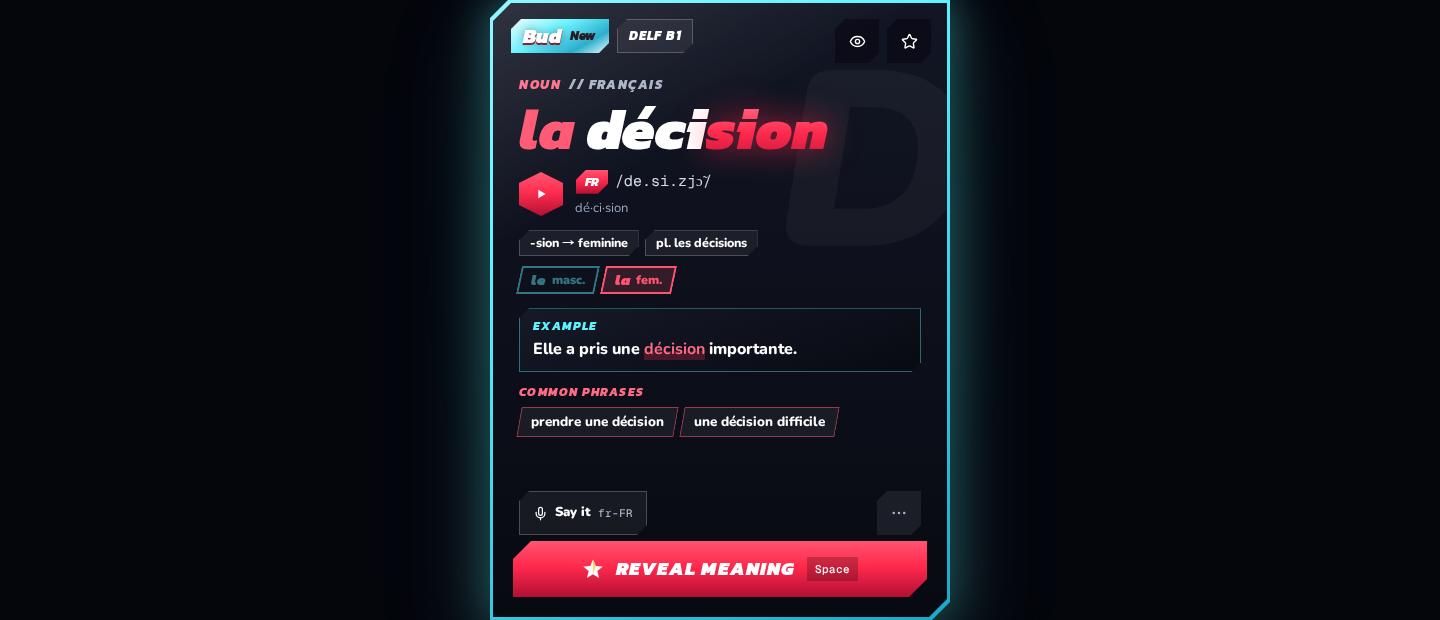 Bud New DELF B1
NOUN // FRANÇAIS
la décision
FR /de.si.zjɔ̃/
dé·ci·sion
-sion → feminine pl. les décisions
le masc. la fem.
EXAMPLE
Elle a pris une décision importante.
COMMON PHRASES
prendre une décision une décision difficile
Say it fr-FR ...
REVEAL MEANING Space
D